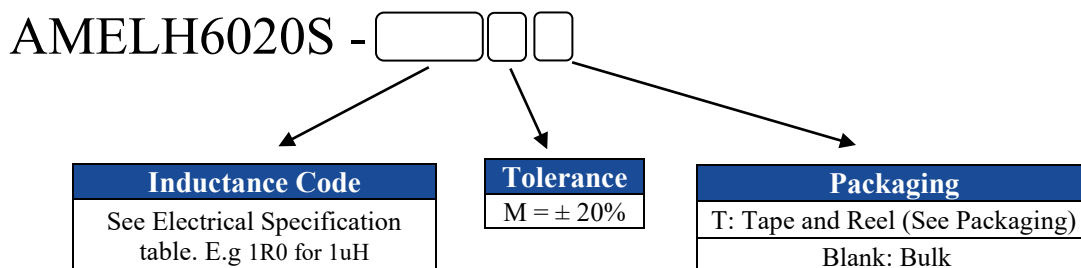 AMELH6020S -
Inductance Code
See Electrical Specification
table. E.g 1R0 for 1uH
Tolerance
M = ± 20%
Packaging
T: Tape and Reel (See Packaging)
Blank: Bulk